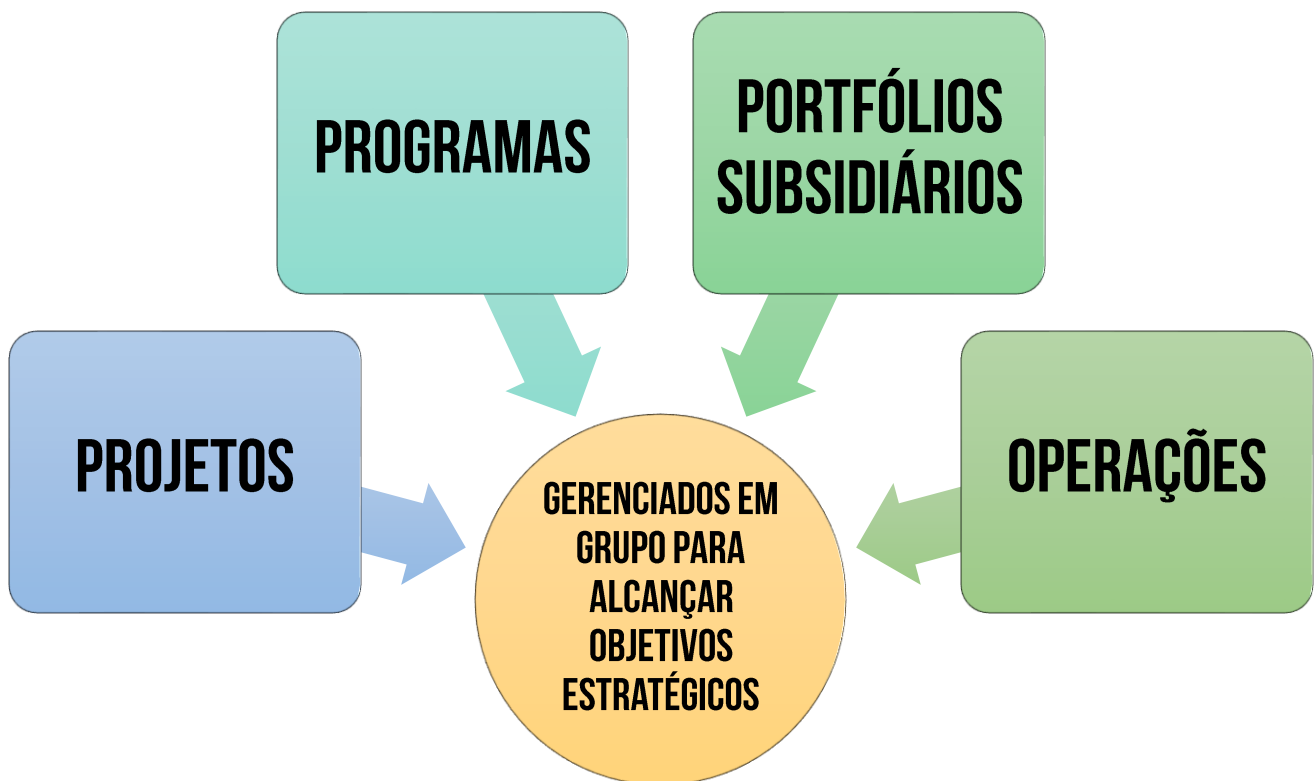 PROGRAMAS
PORTFÓLIOS
SUBSIDIÁRIOS
PROJETOS
OPERAÇÕES
GERENCIADOS EM
GRUPO PARA
ALCANÇAR
OBJETIVOS
ESTRATÉGICOS